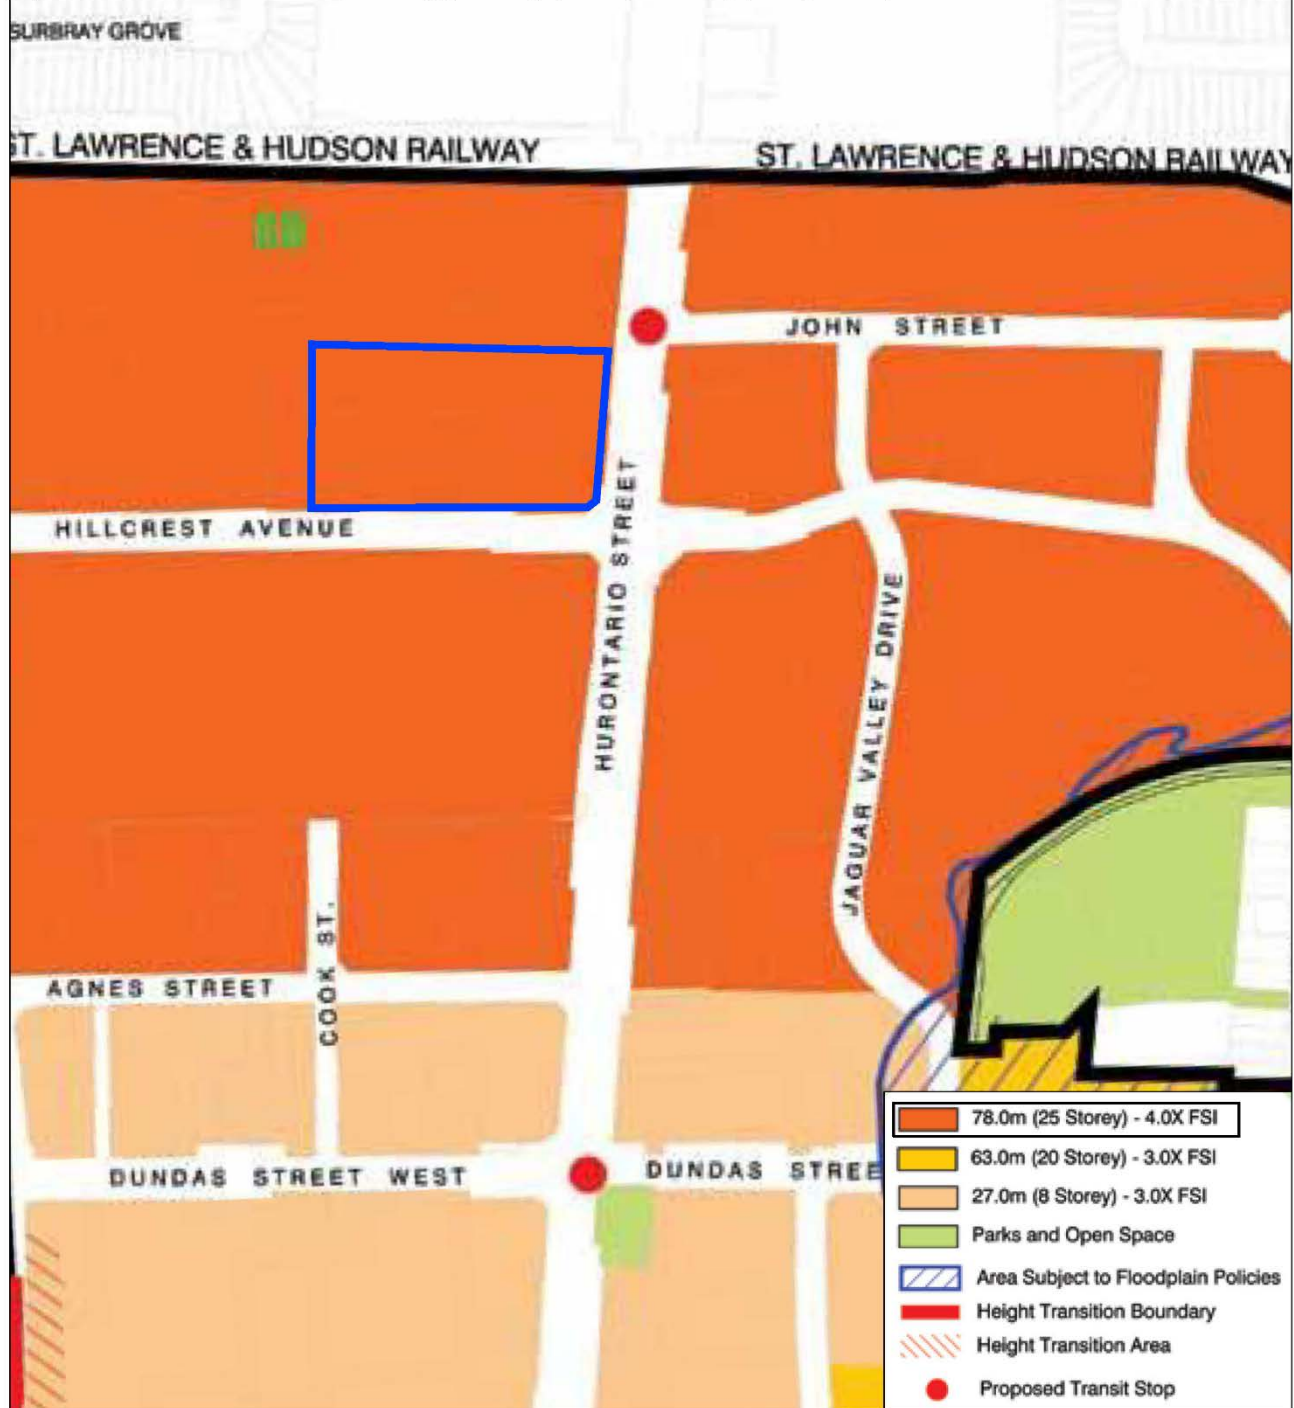 SURBRAY GROVE
ST. LAWRENCE & HUDSON RAILWAY
ST. LAWRENCE & HUDSON RAILWAY
JOHN STREET
HILLCREST AVENUE
HURONTARIO STREET
JAGUAR VALLEY DRIVE
COOK ST.
AGNES STREET
DUNDAS STREET WEST
DUNDAS STREE
78.0m (25 Storey) - 4.0X FSI
63.0m (20 Storey) - 3.0X FSI
27.0m (8 Storey) - 3.0X FSI
Parks and Open Space
Area Subject to Floodplain Policies
Height Transition Boundary
Height Transition Area
Proposed Transit Stop